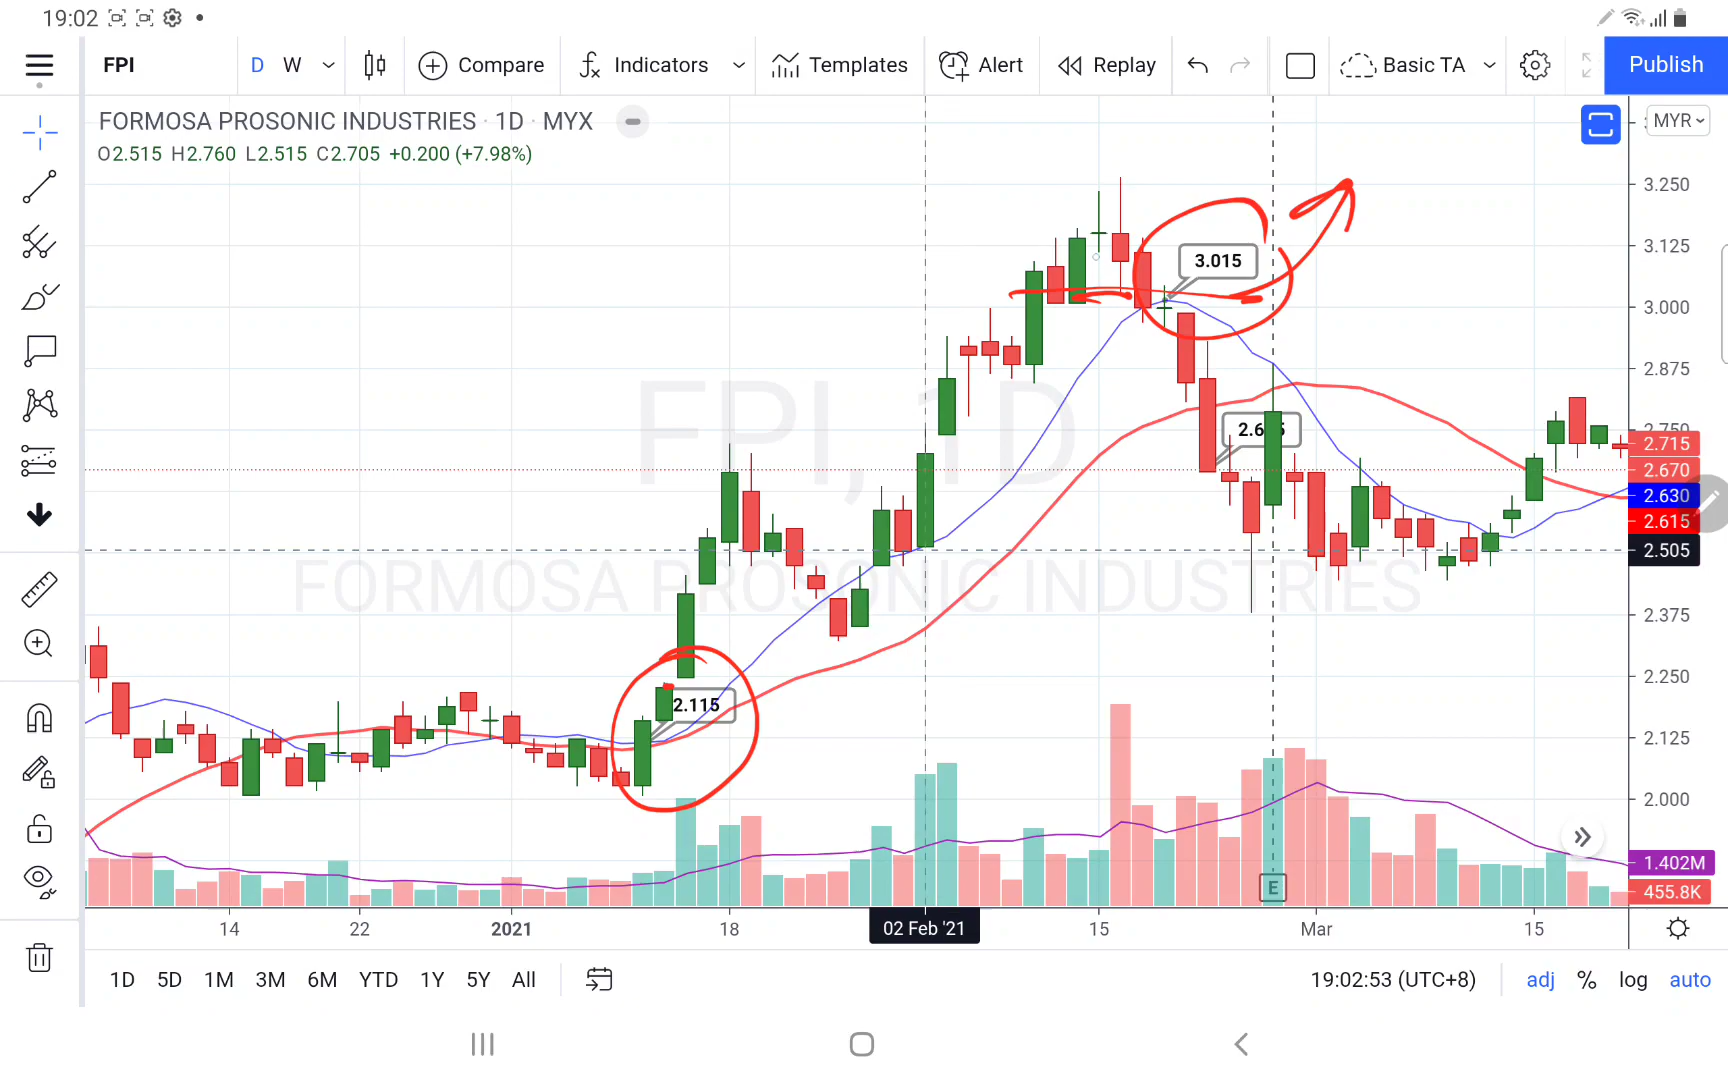 19:02
FPI
D W
Compare
Indicators
Templates
Alert
Replay
Basic TA
Publish
FORMOSA PROSONIC INDUSTRIES · 1D · MYX
MYR
O2.515 H2.760 L2.515 C2.705 +0.200 (+7.98%)
3.250
3.125
3.015
3.000
2.875
FPI, 1D
2.750
2.715
2.670
2.630
2.615
2.505
FORMOSA PROSONIC INDUSTRIES
2.375
2.250
2.115
2.125
2.000
1.402M
E
455.8K
14 22 2021 18 02 Feb '21 15 Mar 15
1D 5D 1M 3M 6M YTD 1Y 5Y All
19:02:53 (UTC+8)
adj % log auto